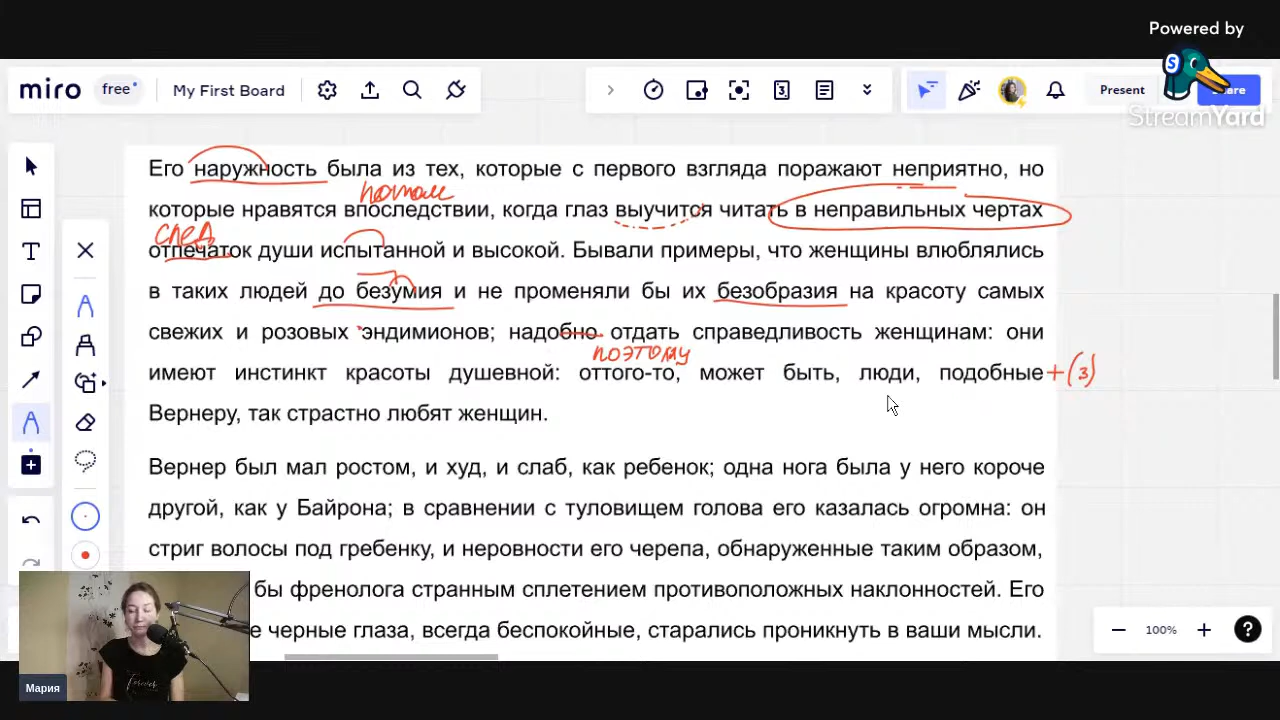 Powered by
StreamYard
miro free My First Board Present
Его наружность была из тех, которые с первого взгляда поражают неприятно, но
потом
которые нравятся впоследствии, когда глаз выучится читать в неправильных чертах
след
отпечаток души испытанной и высокой. Бывали примеры, что женщины влюблялись
в таких людей до безумия и не променяли бы их безобразия на красоту самых
свежих и розовых эндимионов; надобно отдать справедливость женщинам: они
поэтому
имеют инстинкт красоты душевной: оттого-то, может быть, люди, подобные +(3)
Вернеру, так страстно любят женщин.
Вернер был мал ростом, и худ, и слаб, как ребенок; одна нога была у него короче
другой, как у Байрона; в сравнении с туловищем голова его казалась огромна: он
стриг волосы под гребенку, и неровности его черепа, обнаруженные таким образом,
бы френолога странным сплетением противоположных наклонностей. Его
е черные глаза, всегда беспокойные, старались проникнуть в ваши мысли.
100%
Мария